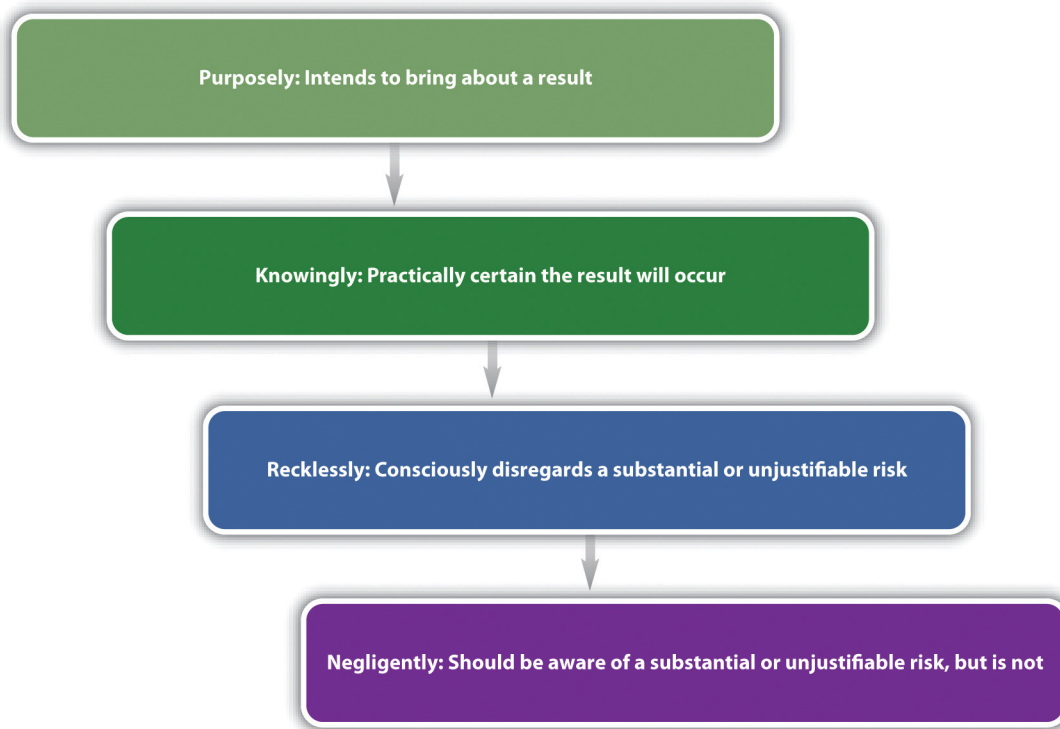 Purposely: Intends to bring about a result
Knowingly: Practically certain the result will occur
Recklessly: Consciously disregards a substantial or unjustifiable risk
Negligently: Should be aware of a substantial or unjustifiable risk, but is not